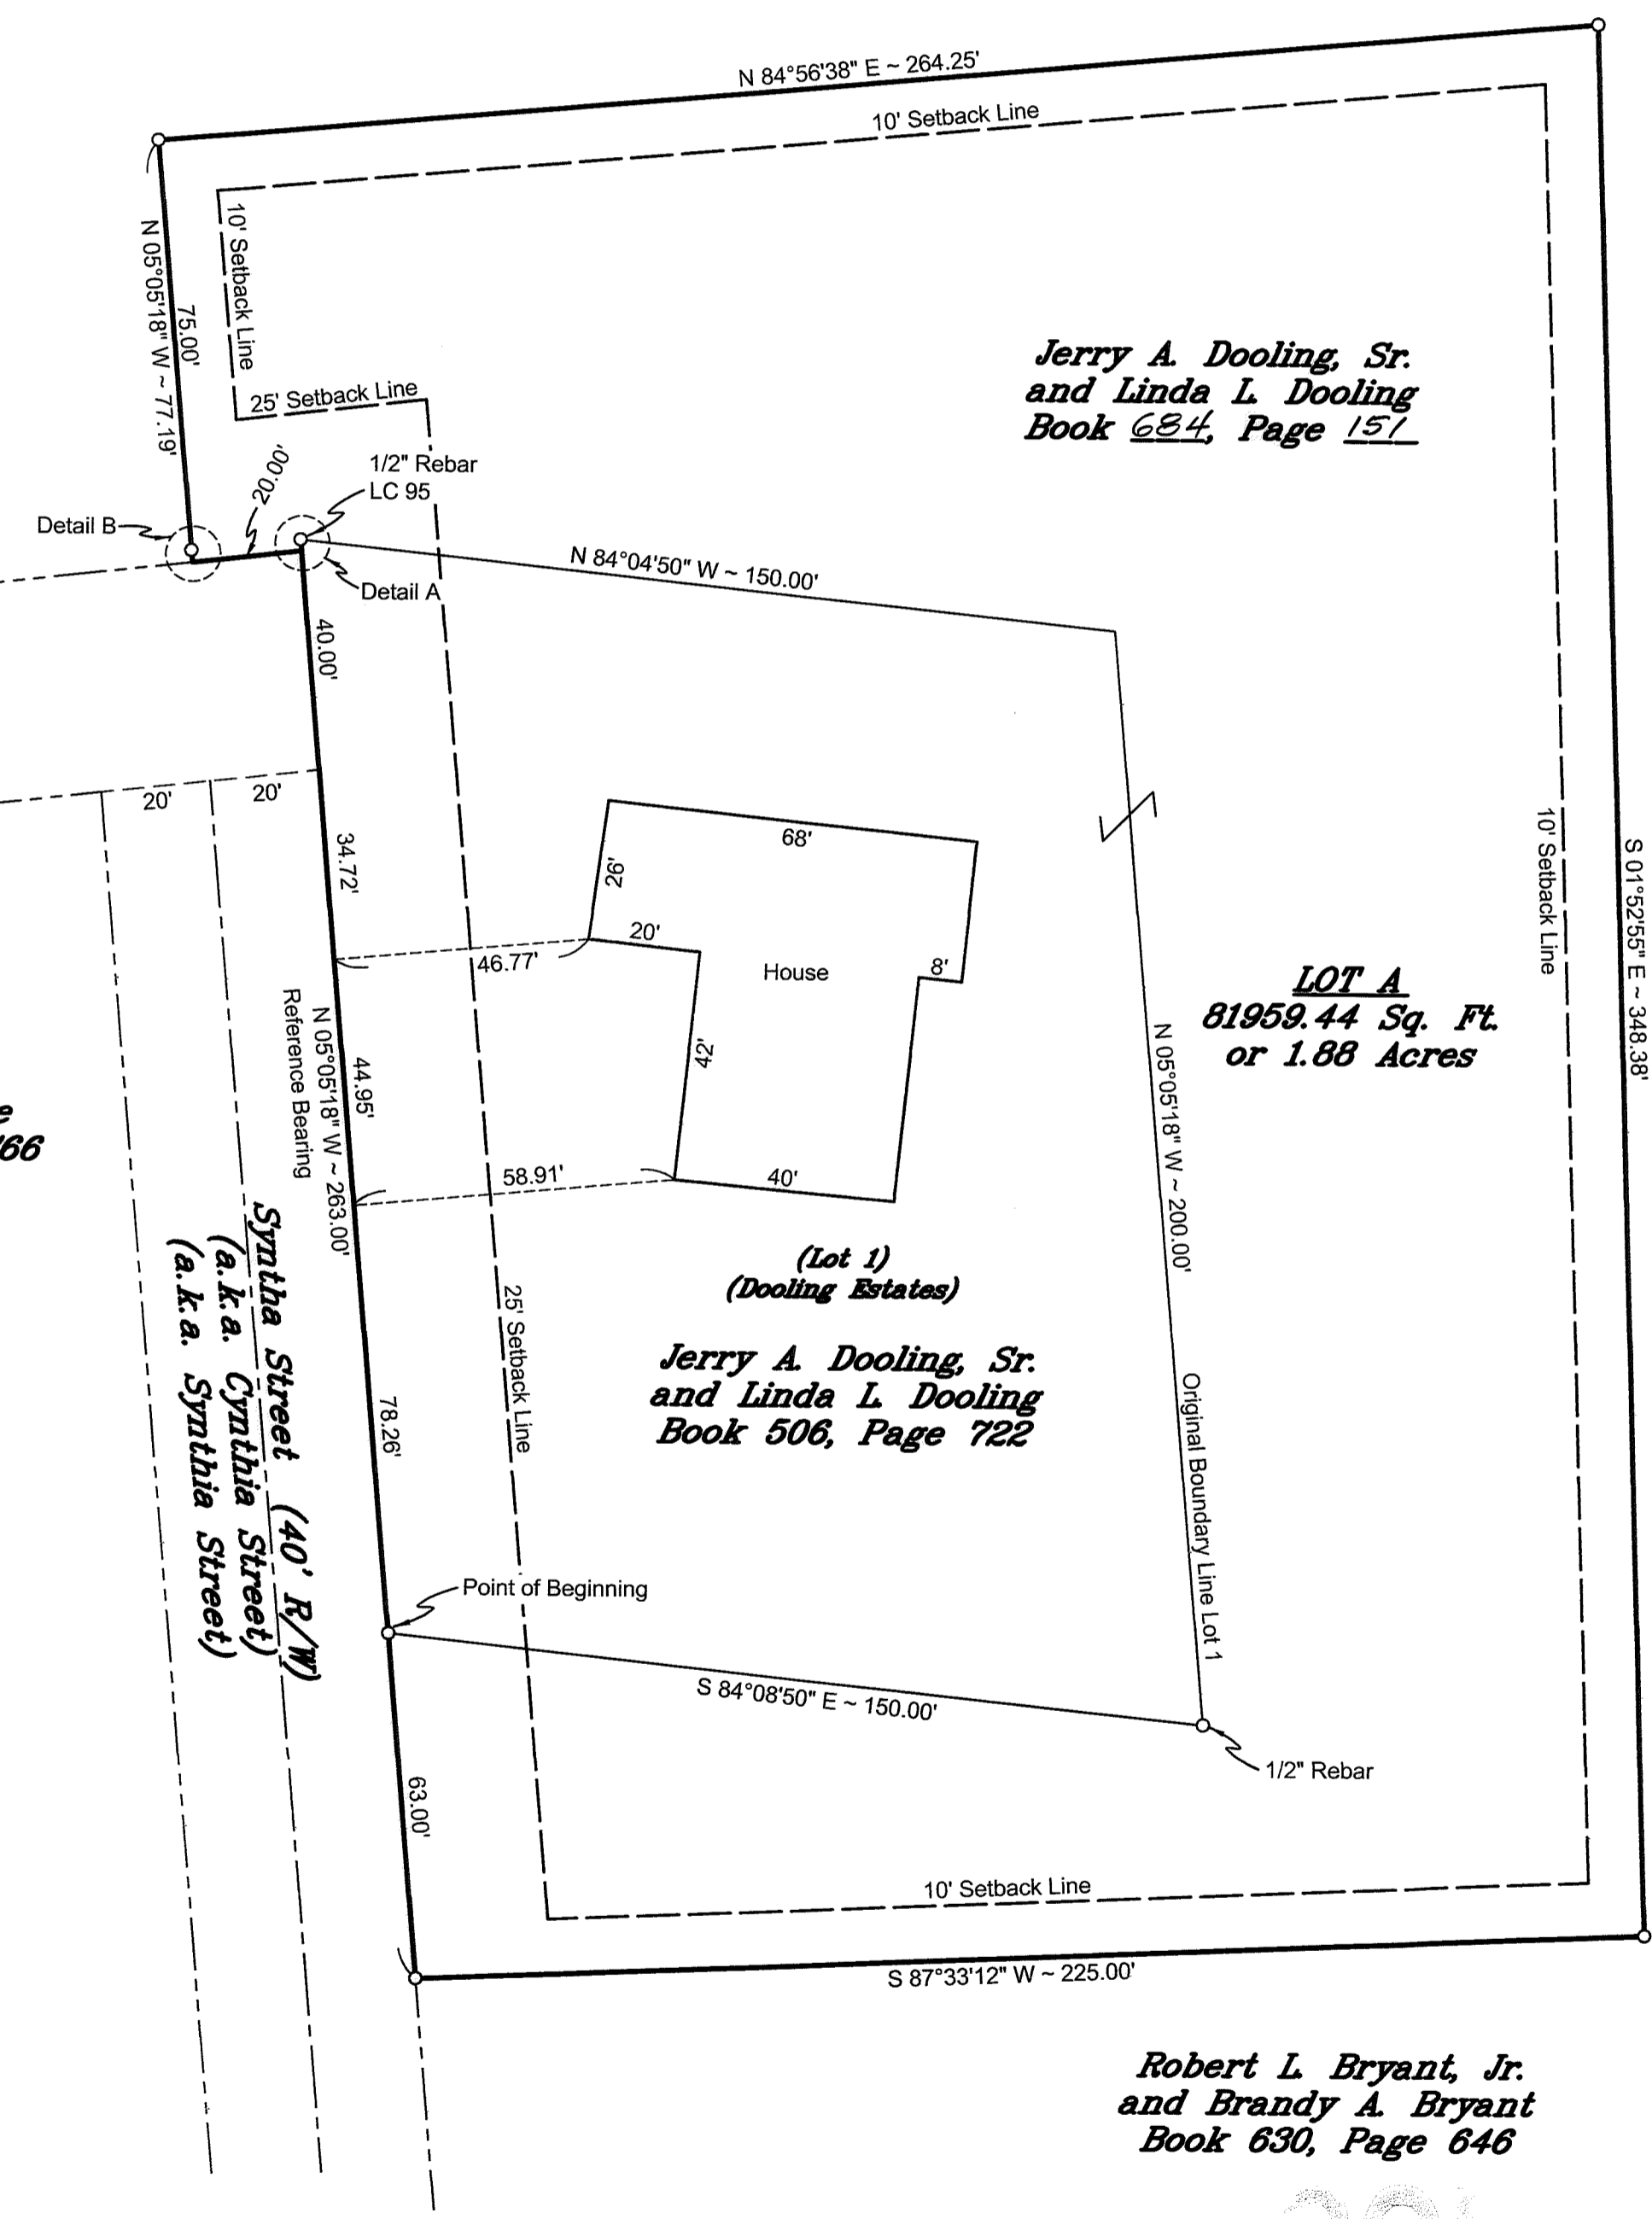 N 84°56'38" E ~ 264.25'
10' Setback Line
10' Setback Line
N 05°05'18" W ~ 77.19'
75.00'
25' Setback Line
Jerry A. Dooling, Sr.
and Linda L. Dooling
Book 684, Page 151
20.00'
1/2" Rebar
LC 95
Detail B
Detail A
N 84°04'50" W ~ 150.00'
40.00'
20'
20'
34.72'
68'
26'
20'
46.77'
House
8'
42'
10' Setback Line
S 01°52'55" E ~ 348.38'
LOT A
81959.44 Sq. Ft.
or 1.88 Acres
N 05°05'18" W ~ 263.00'
Reference Bearing
44.95'
58.91'
40'
N 05°05'18" W ~ 200.00'
Original Boundary Line Lot 1
66
Syntha Street (40' R/W)
(a.k.a. Cynthia Street)
(a.k.a. Synthia Street)
(Lot 1)
(Dooling Estates)
25' Setback Line
Jerry A. Dooling, Sr.
and Linda L. Dooling
Book 506, Page 722
78.26'
Point of Beginning
S 84°08'50" E ~ 150.00'
1/2" Rebar
63.00'
10' Setback Line
S 87°33'12" W ~ 225.00'
Robert L. Bryant, Jr.
and Brandy A. Bryant
Book 630, Page 646